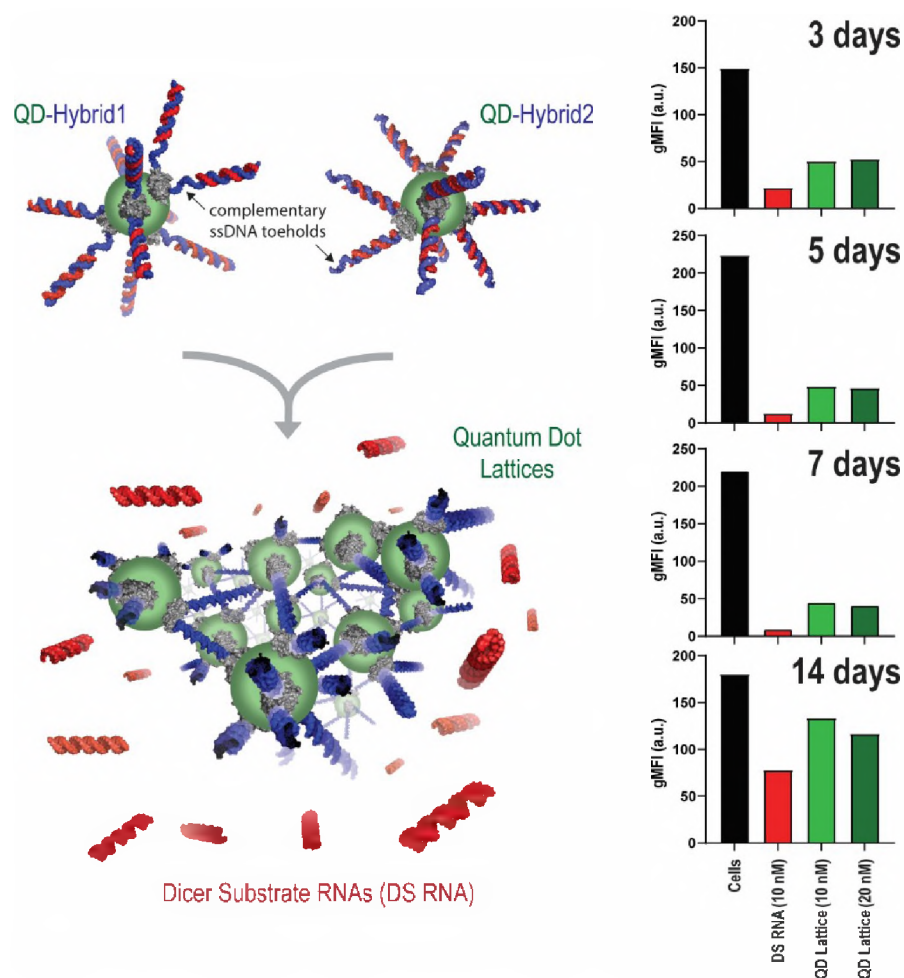 QD-Hybrid1
QD-Hybrid2
complementary
ssDNA toeholds
Quantum Dot
Lattices
Dicer Substrate RNAs (DS RNA)
3 days
gMFI (a.u.)
200
150
100
50
0
5 days
gMFI (a.u.)
250
200
150
100
50
0
7 days
gMFI (a.u.)
250
200
150
100
50
0
14 days
gMFI (a.u.)
200
150
100
50
0
Cells
DS RNA (10 nM)
QD Lattice (10 nM)
QD Lattice (20 nM)